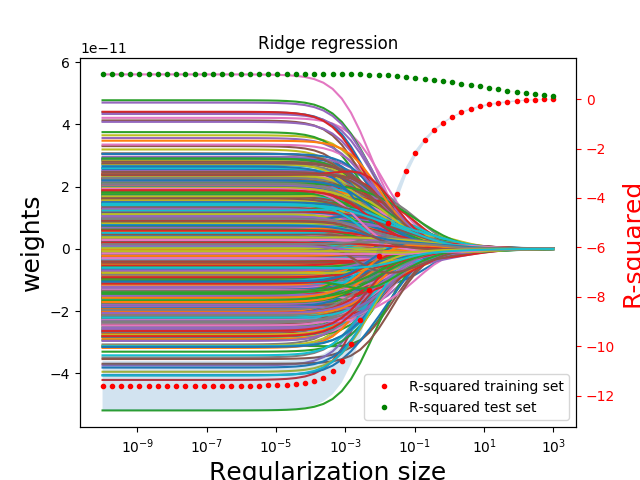 Ridge regression
1e−11
6
4
2
0
−2
−4
weights
10⁻⁹
10⁻⁷
10⁻⁵
10⁻³
10⁻¹
10¹
10³
Regularization size
0
−2
−4
−6
−8
−10
−12
R-squared
R-squared training set
R-squared test set